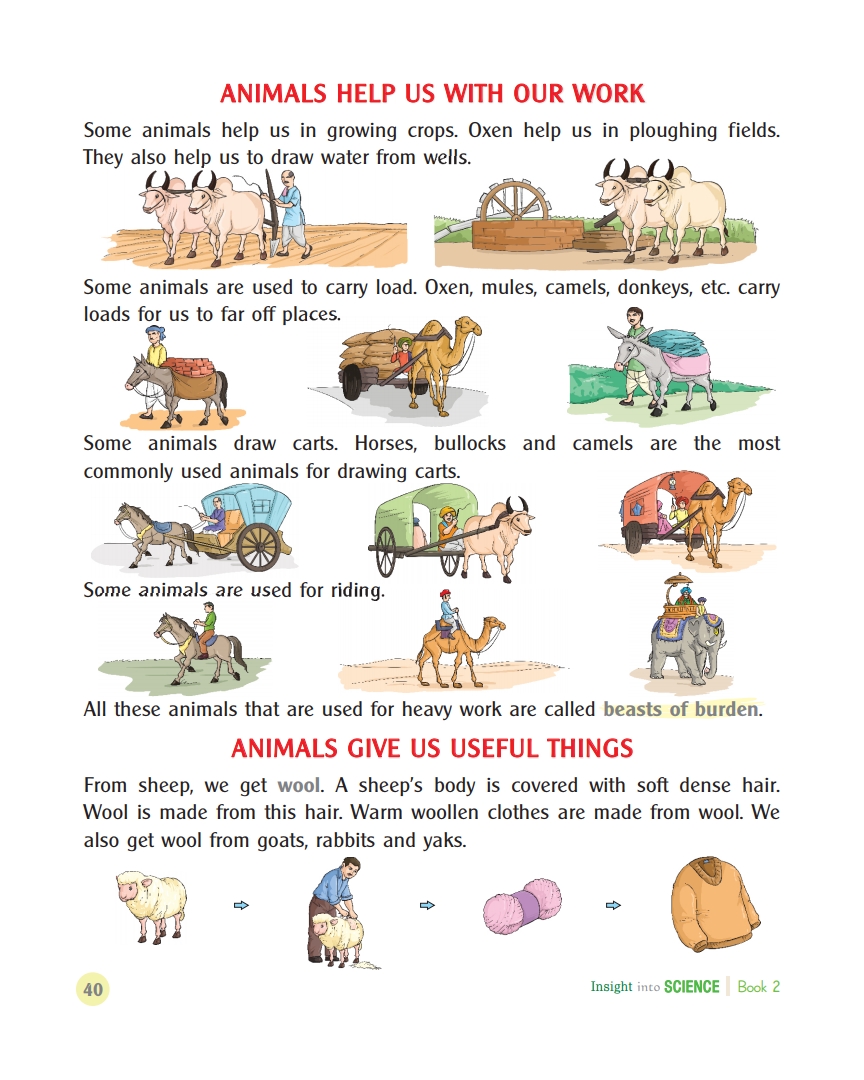 ANIMALS HELP US WITH OUR WORK
Some animals help us in growing crops. Oxen help us in ploughing fields.
They also help us to draw water from wells.
Some animals are used to carry load. Oxen, mules, camels, donkeys, etc. carry
loads for us to far off places.
Some animals draw carts. Horses, bullocks and camels are the most
commonly used animals for drawing carts.
Some animals are used for riding.
All these animals that are used for heavy work are called beasts of burden.
ANIMALS GIVE US USEFUL THINGS
From sheep, we get wool. A sheep's body is covered with soft dense hair.
Wool is made from this hair. Warm woollen clothes are made from wool. We
also get wool from goats, rabbits and yaks.
40
Insight into SCIENCE | Book 2